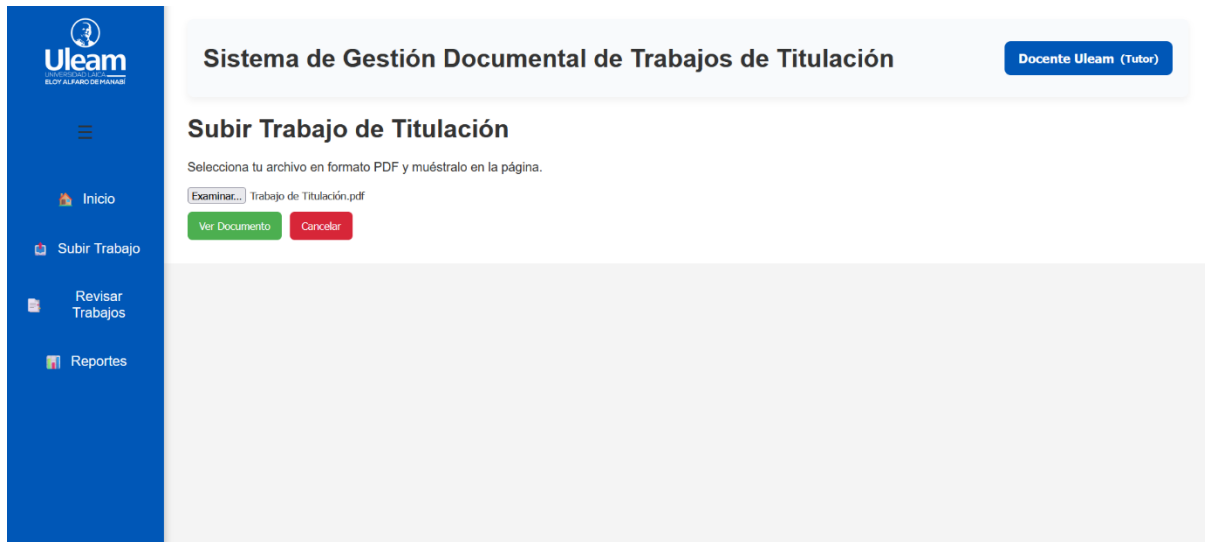 Uleam
UNIVERSIDAD LAICA
ELOY ALFARO DE MANABÍ
Inicio
Subir Trabajo
Revisar
Trabajos
Reportes
Sistema de Gestión Documental de Trabajos de Titulación
Docente Uleam (Tutor)
Subir Trabajo de Titulación
Selecciona tu archivo en formato PDF y muéstralo en la página.
Examinar... Trabajo de Titulación.pdf
Ver Documento Cancelar